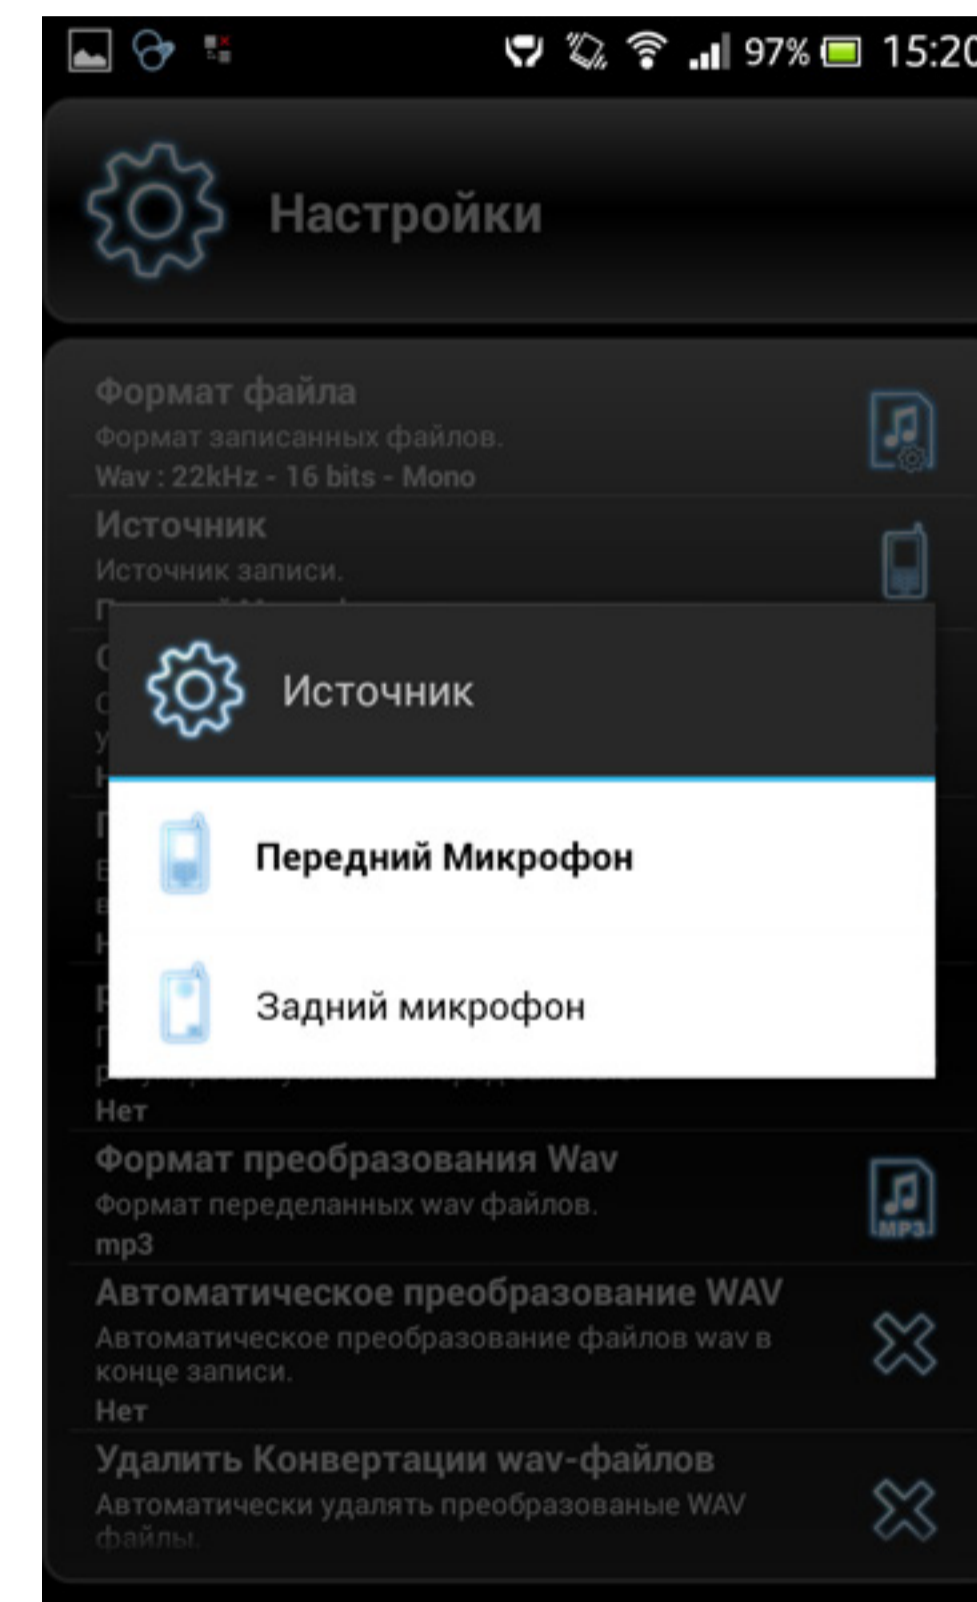 97% 15:20
Настройки
Формат файла
Формат записанных файлов.
Wav : 22kHz - 16 bits - Mono
Источник
Источник записи.
Источник
Передний Микрофон
Задний микрофон
Нет
Формат преобразования Wav
Формат переделанных wav файлов.
mp3
MP3
Автоматическое преобразование WAV
Автоматическое преобразование файлов wav в
конце записи.
Нет
Удалить Конвертации wav-файлов
Автоматически удалять преобразованые WAV
файлы.